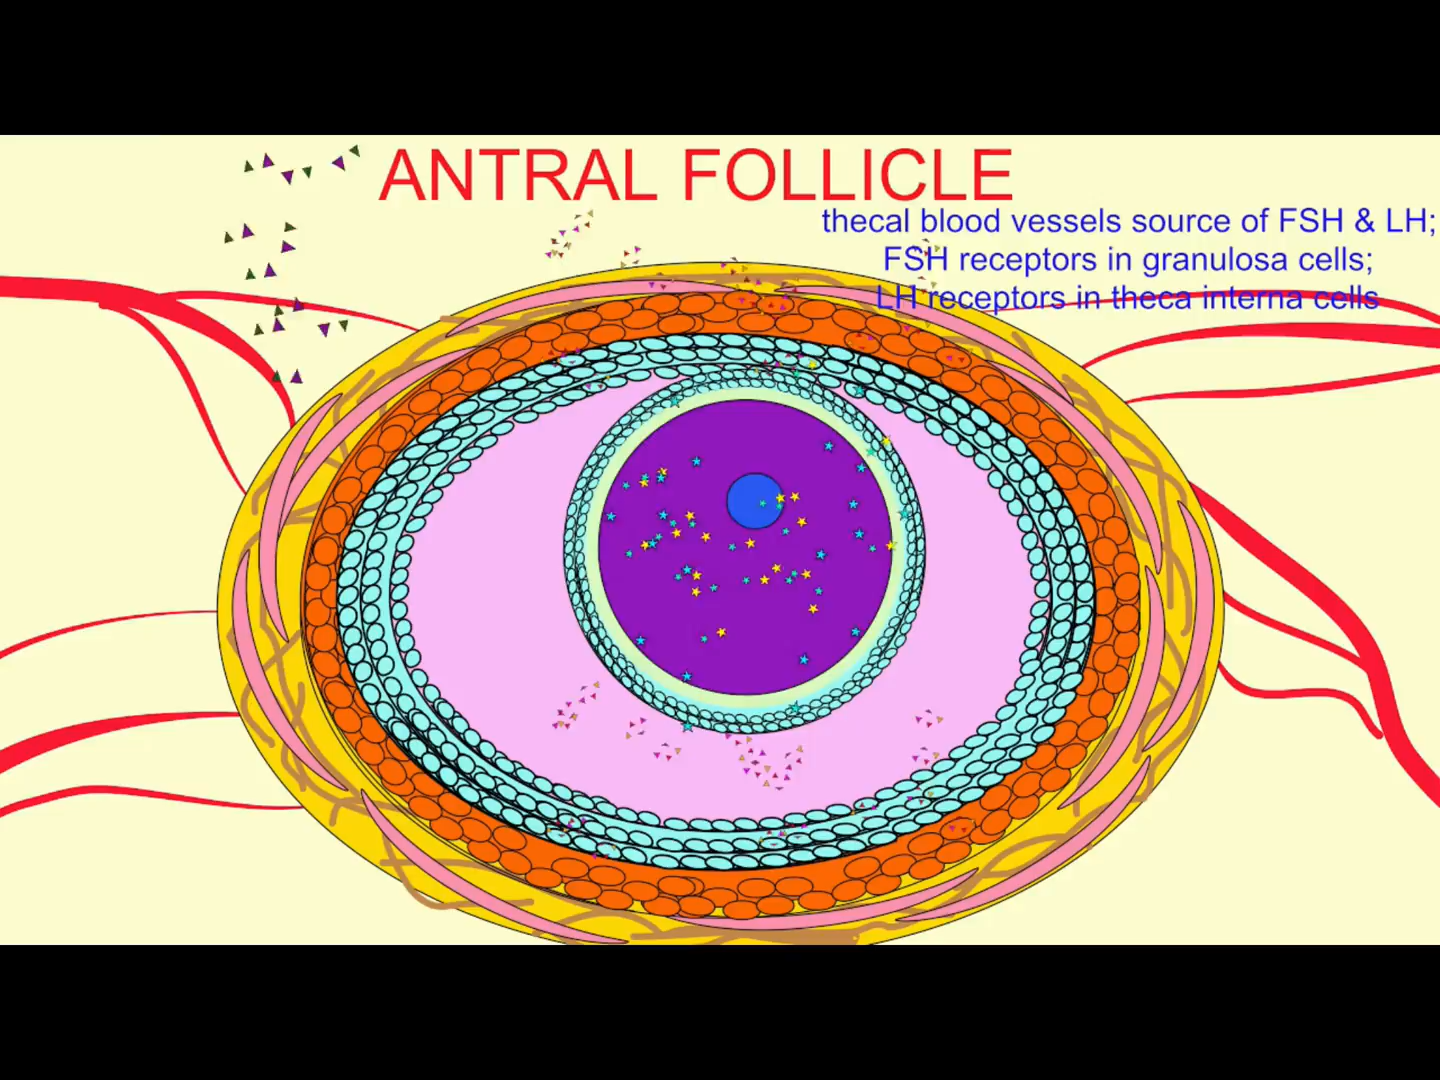 ANTRAL FOLLICLE
thecal blood vessels source of FSH & LH;
FSH receptors in granulosa cells;
LH receptors in theca interna cells